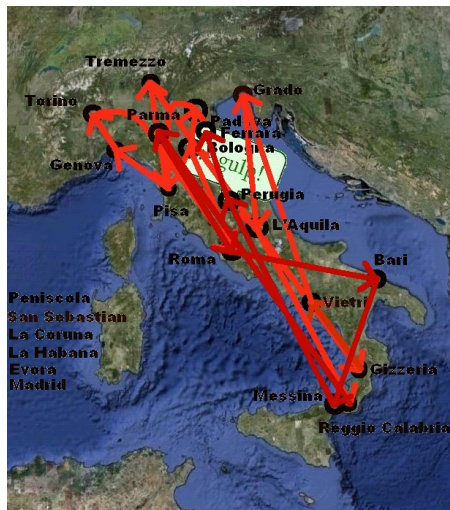 Tremezzo
Grado
Torino
Parma
Padova
Ferrara
Bologna
Genova
gulp!
Perugia
Pisa
L'Aquila
Roma
Bari
Peniscola
Vietri
San Sebastian
La Coruna
La Habana
Evora
Gizzeria
Madrid
Messina
Reggio Calabria